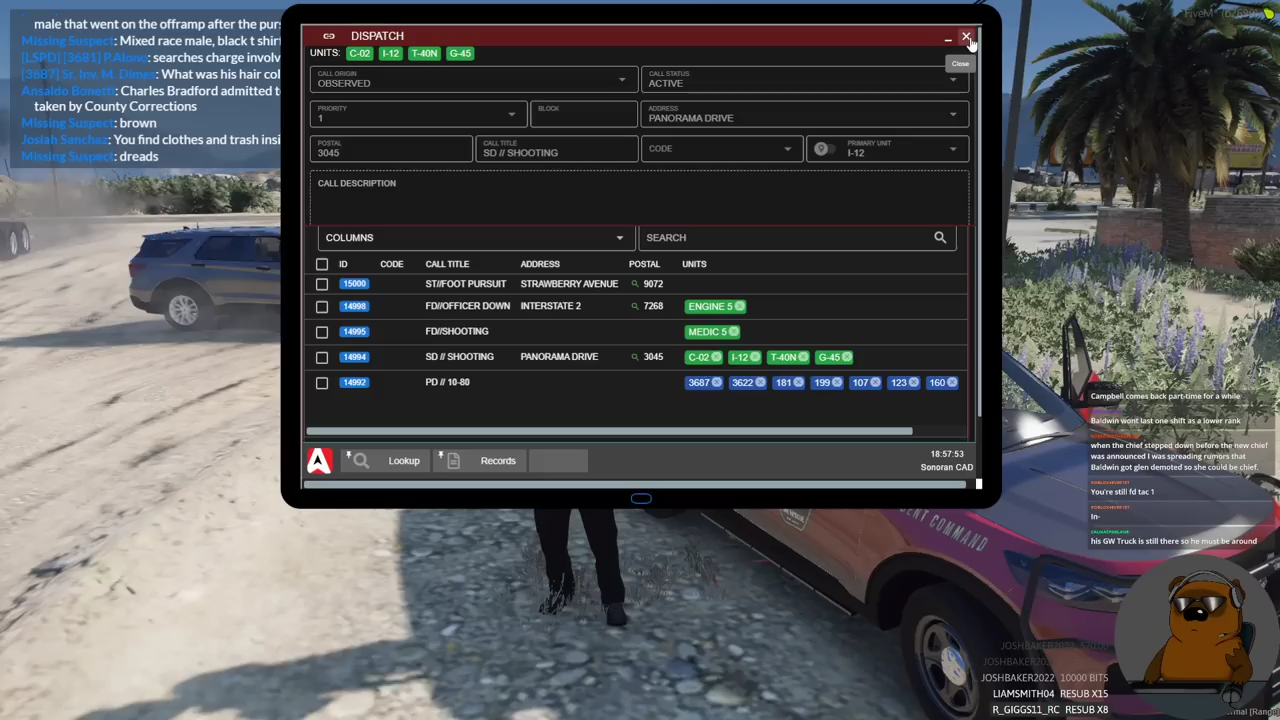 male that went on the offramp after the pur
Missing Suspect: Mixed race male, black t shir
[LSPD] [3681] P.Alons: searches charge involv
[3687] Sr. Inv. M. Dimes: What was his hair col
Ansaldo Bonetti: Charles Bradford admitted t
taken by County Corrections
Missing Suspect: brown
Josiah Sanchez: You find clothes and trash insi
Missing Suspect: dreads
DISPATCH
Close
UNITS: C-02 I-12 T-40N G-45
CALL ORIGIN
OBSERVED
CALL STATUS
ACTIVE
PRIORITY
1
BLOCK
ADDRESS
PANORAMA DRIVE
POSTAL
3045
CALL TITLE
SD // SHOOTING
CODE
PRIMARY UNIT
I-12
CALL DESCRIPTION
COLUMNS
SEARCH
ID CODE CALL TITLE ADDRESS POSTAL UNITS
15000 ST//FOOT PURSUIT STRAWBERRY AVENUE 9072
14998 FD//OFFICER DOWN INTERSTATE 2 7268 ENGINE 5
14995 FD//SHOOTING MEDIC 5
14994 SD // SHOOTING PANORAMA DRIVE 3045 C-02 I-12 T-40N G-45
14992 PD // 10-80 3687 3622 181 199 107 123 160
Lookup
Records
18:57:53
Sonoran CAD
FiveM
Campbell comes back part-time for a while
Baldwin wont last one shift as a lower rank
when the chief stepped down before the new chief
was announced I was spreading rumors that
Baldwin got glen demoted so she could be chief.
You're still fd tac 1
In-
his GW Truck is still there so he must be around
COMMAND
JOSHBAKER2022
JOSHBAKER2022 10000 BITS
LIAMSMITH04 RESUB X15
R_GIGGS11_RC RESUB X8